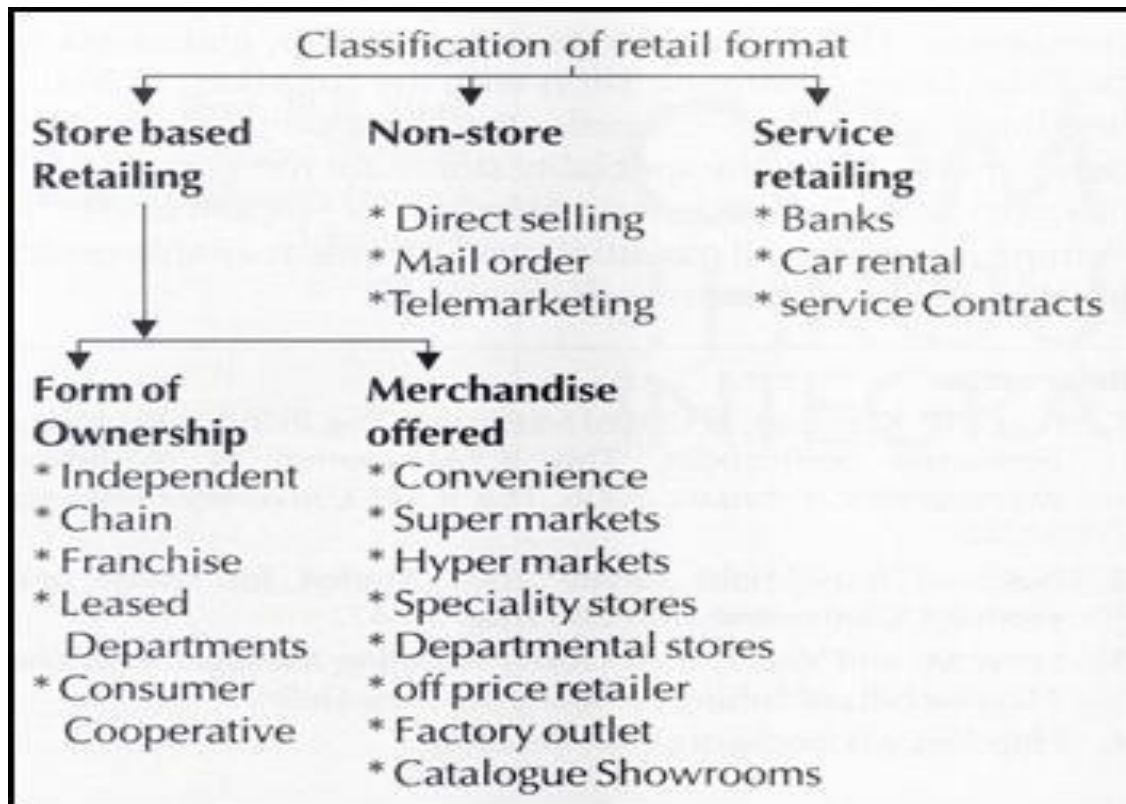 Classification of retail format
Store based
Retailing
Non-store
* Direct selling
* Mail order
*Telemarketing
Service
retailing
* Banks
* Car rental
* service Contracts
Form of
Ownership
* Independent
* Chain
* Franchise
* Leased
Departments
* Consumer
Cooperative
Merchandise
offered
* Convenience
* Super markets
* Hyper markets
* Speciality stores
* Departmental stores
* off price retailer
* Factory outlet
* Catalogue Showrooms